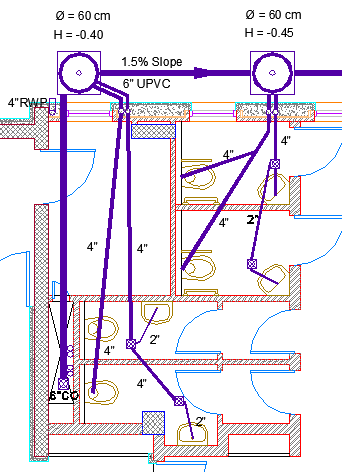 Ø = 60 cm
H = -0.40
Ø = 60 cm
H = -0.45
1.5% Slope
6" UPVC
4"RWP
4"
4"
4"
2"
4"
4"
2"
4"
4"
6"CO
2"